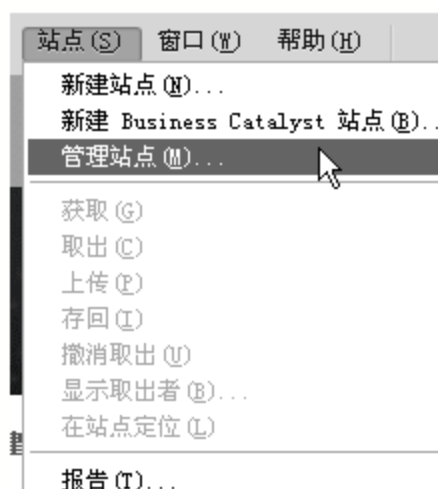 站点(S) 窗口(W) 帮助(H)
新建站点(N)...
新建 Business Catalyst 站点(B)..
管理站点(M)...
获取(G)
取出(C)
上传(P)
存回(I)
撤消取出(U)
显示取出者(B)...
在站点定位(L)
报告(T)...